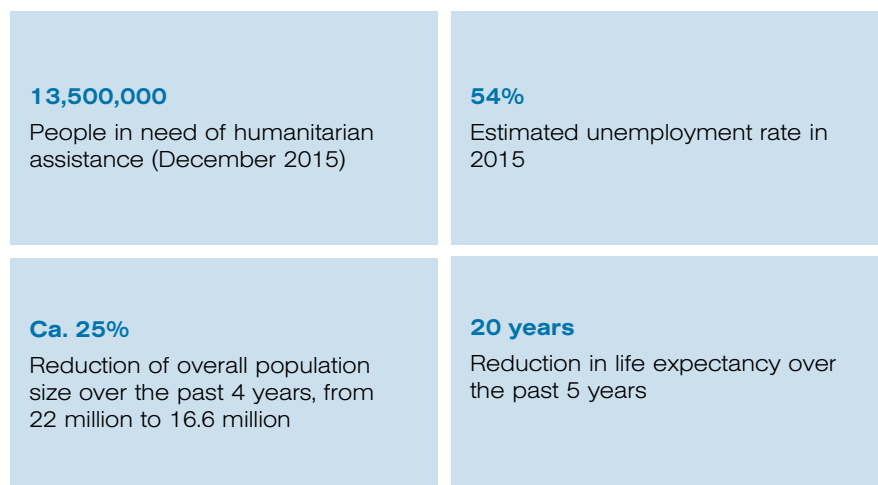 13,500,000
People in need of humanitarian
assistance (December 2015)
54%
Estimated unemployment rate in
2015
Ca. 25%
Reduction of overall population
size over the past 4 years, from
22 million to 16.6 million
20 years
Reduction in life expectancy over
the past 5 years